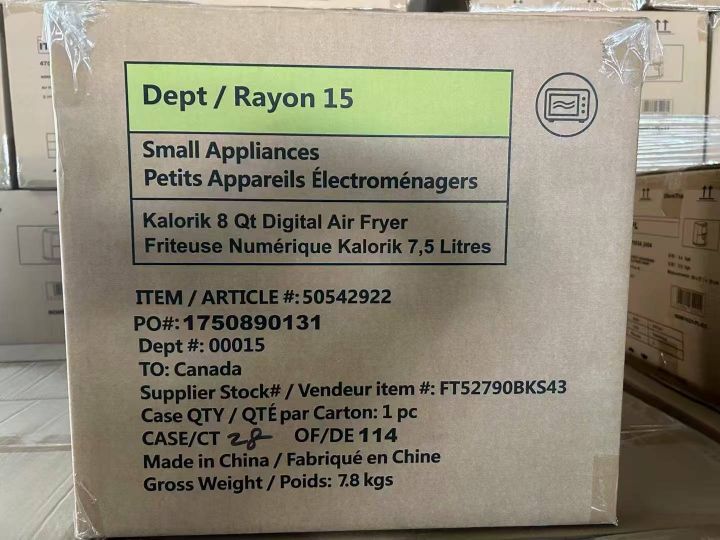 Dept / Rayon 15
Small Appliances
Petits Appareils Électroménagers
Kalorik 8 Qt Digital Air Fryer
Friteuse Numérique Kalorik 7,5 Litres
ITEM / ARTICLE #: 50542922
PO#: 1750890131
Dept #: 00015
TO: Canada
Supplier Stock# / Vendeur item #: FT52790BKS43
Case QTY / QTÉ par Carton: 1 pc
CASE/CT 28 OF/DE 114
Made in China / Fabriqué en Chine
Gross Weight / Poids: 7.8 kgs